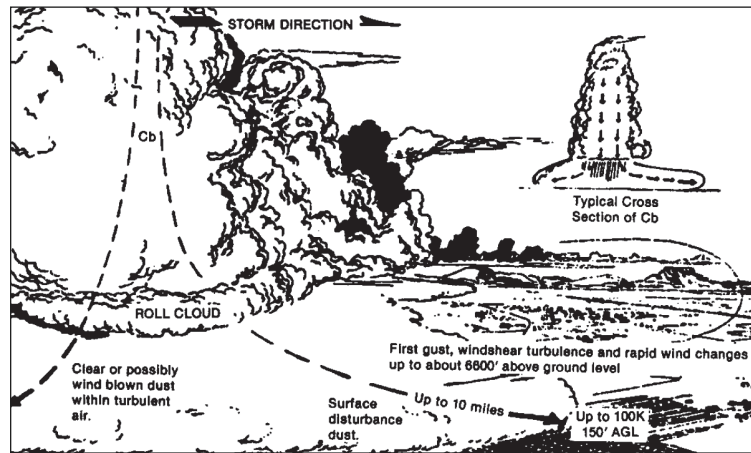 STORM DIRECTION
Cb
Cb
Typical Cross
Section of Cb
ROLL CLOUD
First gust, windshear turbulence and rapid wind changes
up to about 6600' above ground level
Clear or possibly
wind blown dust
within turbulent
air.
Surface
disturbance
dust.
Up to 10 miles
Up to 100K
150' AGL